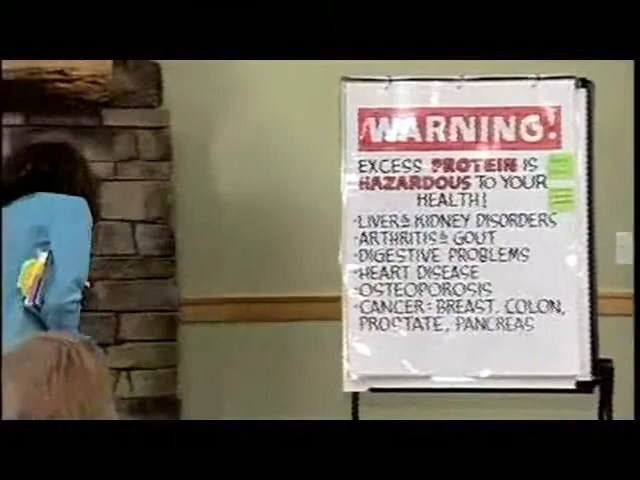 WARNING!
EXCESS PROTEIN IS
HAZARDOUS TO YOUR
HEALTH!
·LIVER & KIDNEY DISORDERS
·ARTHRITIS & GOUT
·DIGESTIVE PROBLEMS
·HEART DISEASE
·OSTEOPOROSIS
·CANCER: BREAST, COLON,
PROSTATE, PANCREAS